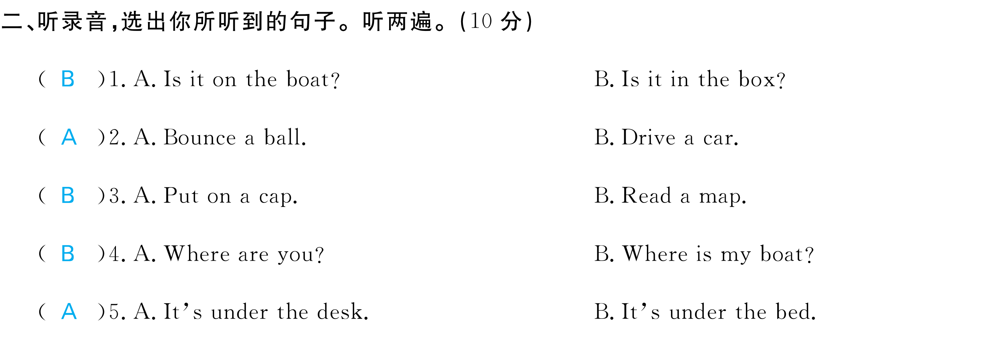 二、听录音,选出你所听到的句子。听两遍。(10 分)
( B )1. A. Is it on the boat? B. Is it in the box?
( A )2. A. Bounce a ball. B. Drive a car.
( B )3. A. Put on a cap. B. Read a map.
( B )4. A. Where are you? B. Where is my boat?
( A )5. A. It’s under the desk. B. It’s under the bed.